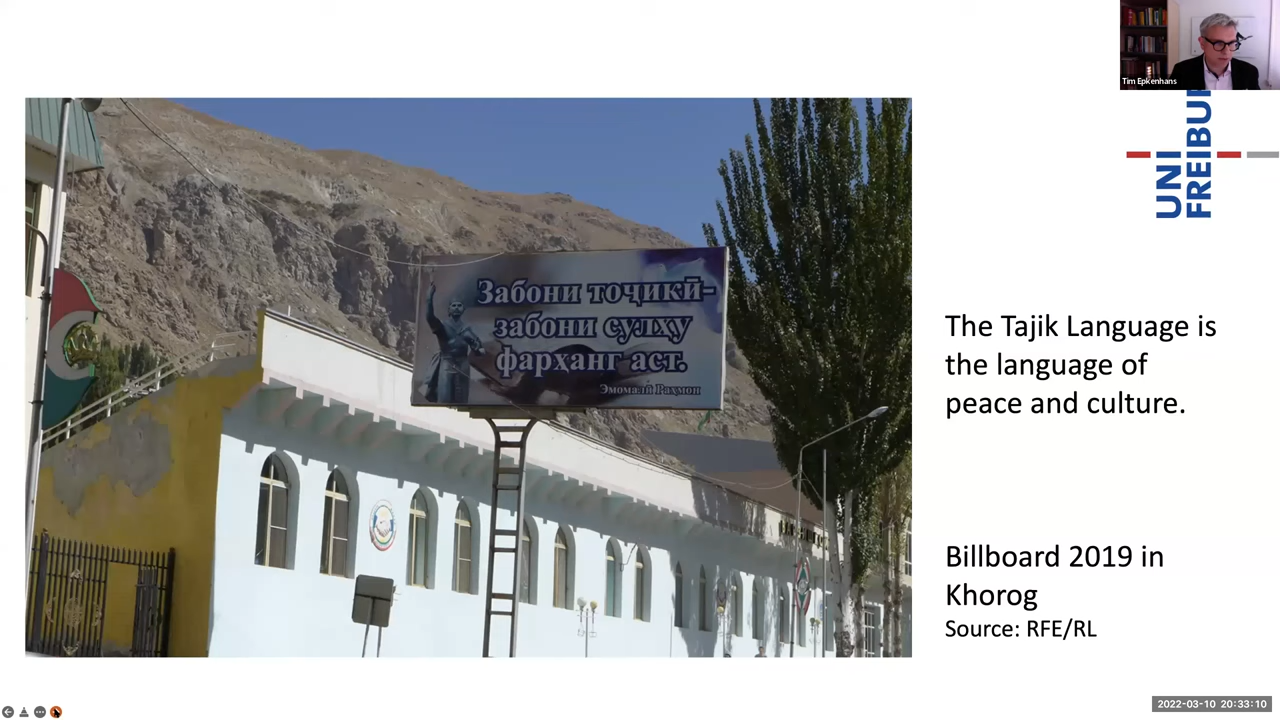 Tim Epkenhans
UNI
FREIBUR
Забони тоҷикӣ-
забони сулҳу
фарҳанг аст.
Эмомалӣ Раҳмон
The Tajik Language is
the language of
peace and culture.
Billboard 2019 in
Khorog
Source: RFE/RL
2022-03-10 20:33:10